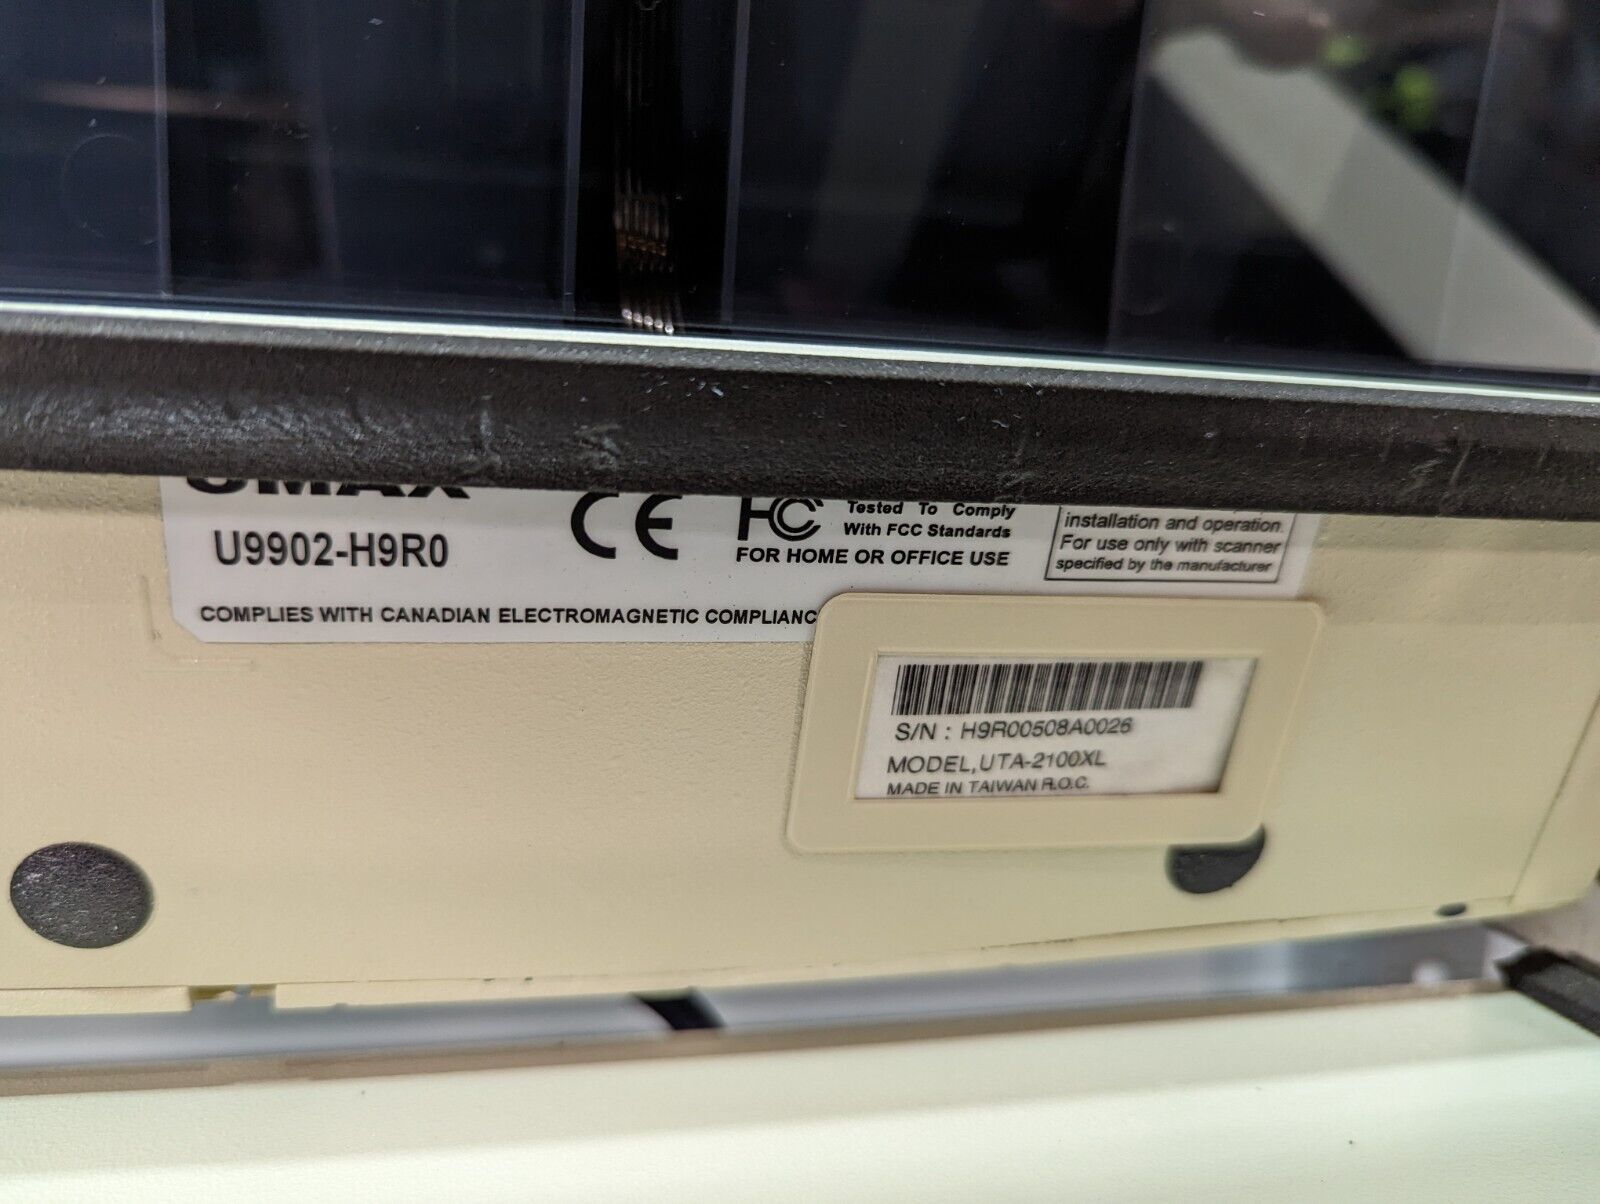 UMAX
U9902-H9R0
CE
FC
Tested To Comply
With FCC Standards
FOR HOME OR OFFICE USE
installation and operation.
For use only with scanner
specified by the manufacturer
COMPLIES WITH CANADIAN ELECTROMAGNETIC COMPLIANC
S/N : H9R00508A0026
MODEL,UTA-2100XL
MADE IN TAIWAN R.O.C.